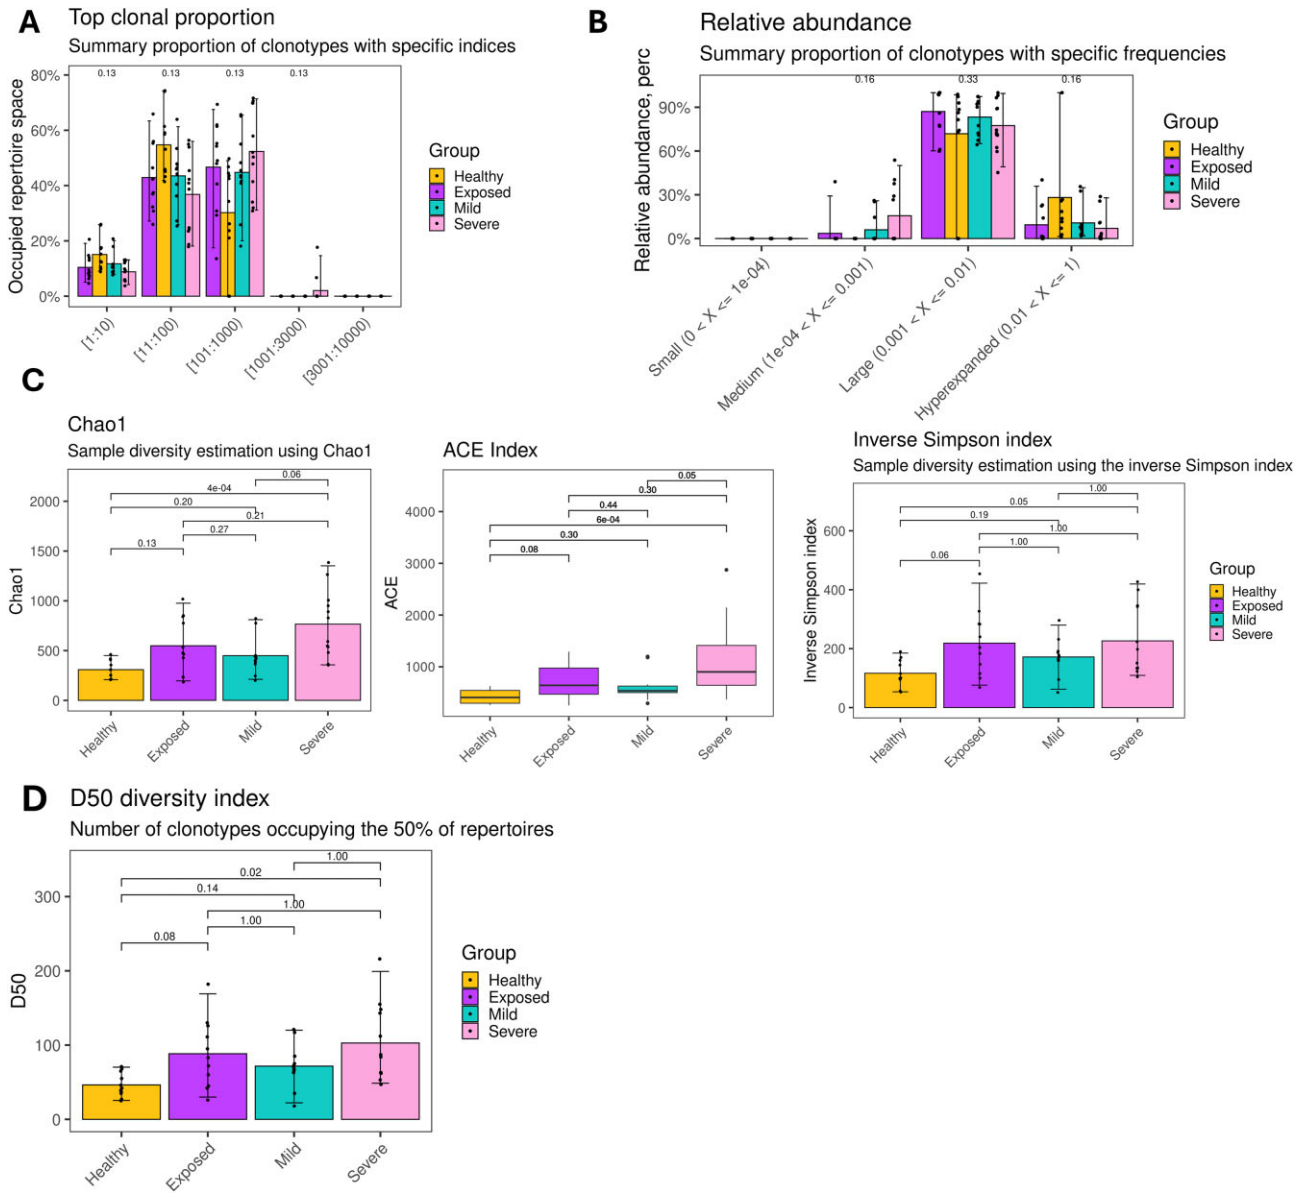 A
Top clonal proportion
Summary proportion of clonotypes with specific indices
0.13 0.13 0.13 0.13
80%
60%
40%
20%
0%
Occupied repertoire space
[1:10) [11:100) [101:1000) [1001:3000) [3001:10000)
Group
Healthy
Exposed
Mild
Severe
B
Relative abundance
Summary proportion of clonotypes with specific frequencies
0.16 0.33 0.16
90%
60%
30%
0%
Relative abundance, perc
Small (0 < X <= 1e-04)
Medium (1e-04 < X <= 0.001)
Large (0.001 < X <= 0.01)
Hyperexpanded (0.01 < X <= 1)
Group
Healthy
Exposed
Mild
Severe
C
Chao1
Sample diversity estimation using Chao1
0.06
4e-04
0.20
0.21
0.27
0.13
2000
1500
1000
500
0
Chao1
Healthy Exposed Mild Severe
ACE Index
0.05
0.30
0.44
6e-04
0.30
0.08
4000
3000
2000
1000
ACE
Healthy Exposed Mild Severe
Inverse Simpson index
Sample diversity estimation using the inverse Simpson index
1.00
0.05
0.19
1.00
1.00
0.06
600
400
200
0
Inverse Simpson index
Healthy Exposed Mild Severe
Group
Healthy
Exposed
Mild
Severe
D
D50 diversity index
Number of clonotypes occupying the 50% of repertoires
1.00
0.02
0.14
1.00
1.00
0.08
300
200
100
0
D50
Healthy Exposed Mild Severe
Group
Healthy
Exposed
Mild
Severe